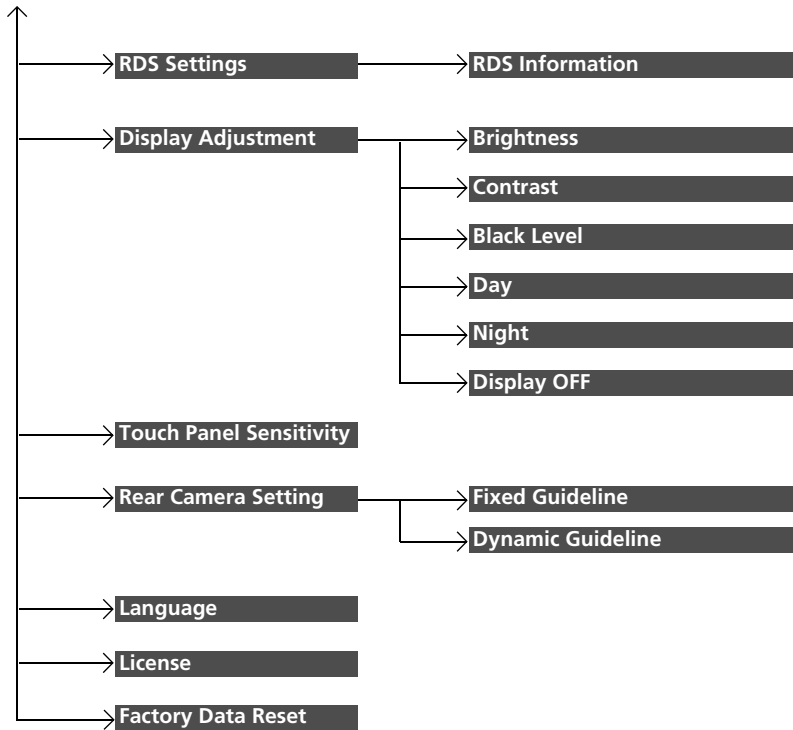 RDS Settings
RDS Information
Display Adjustment
Brightness
Contrast
Black Level
Day
Night
Display OFF
Touch Panel Sensitivity
Rear Camera Setting
Fixed Guideline
Dynamic Guideline
Language
License
Factory Data Reset